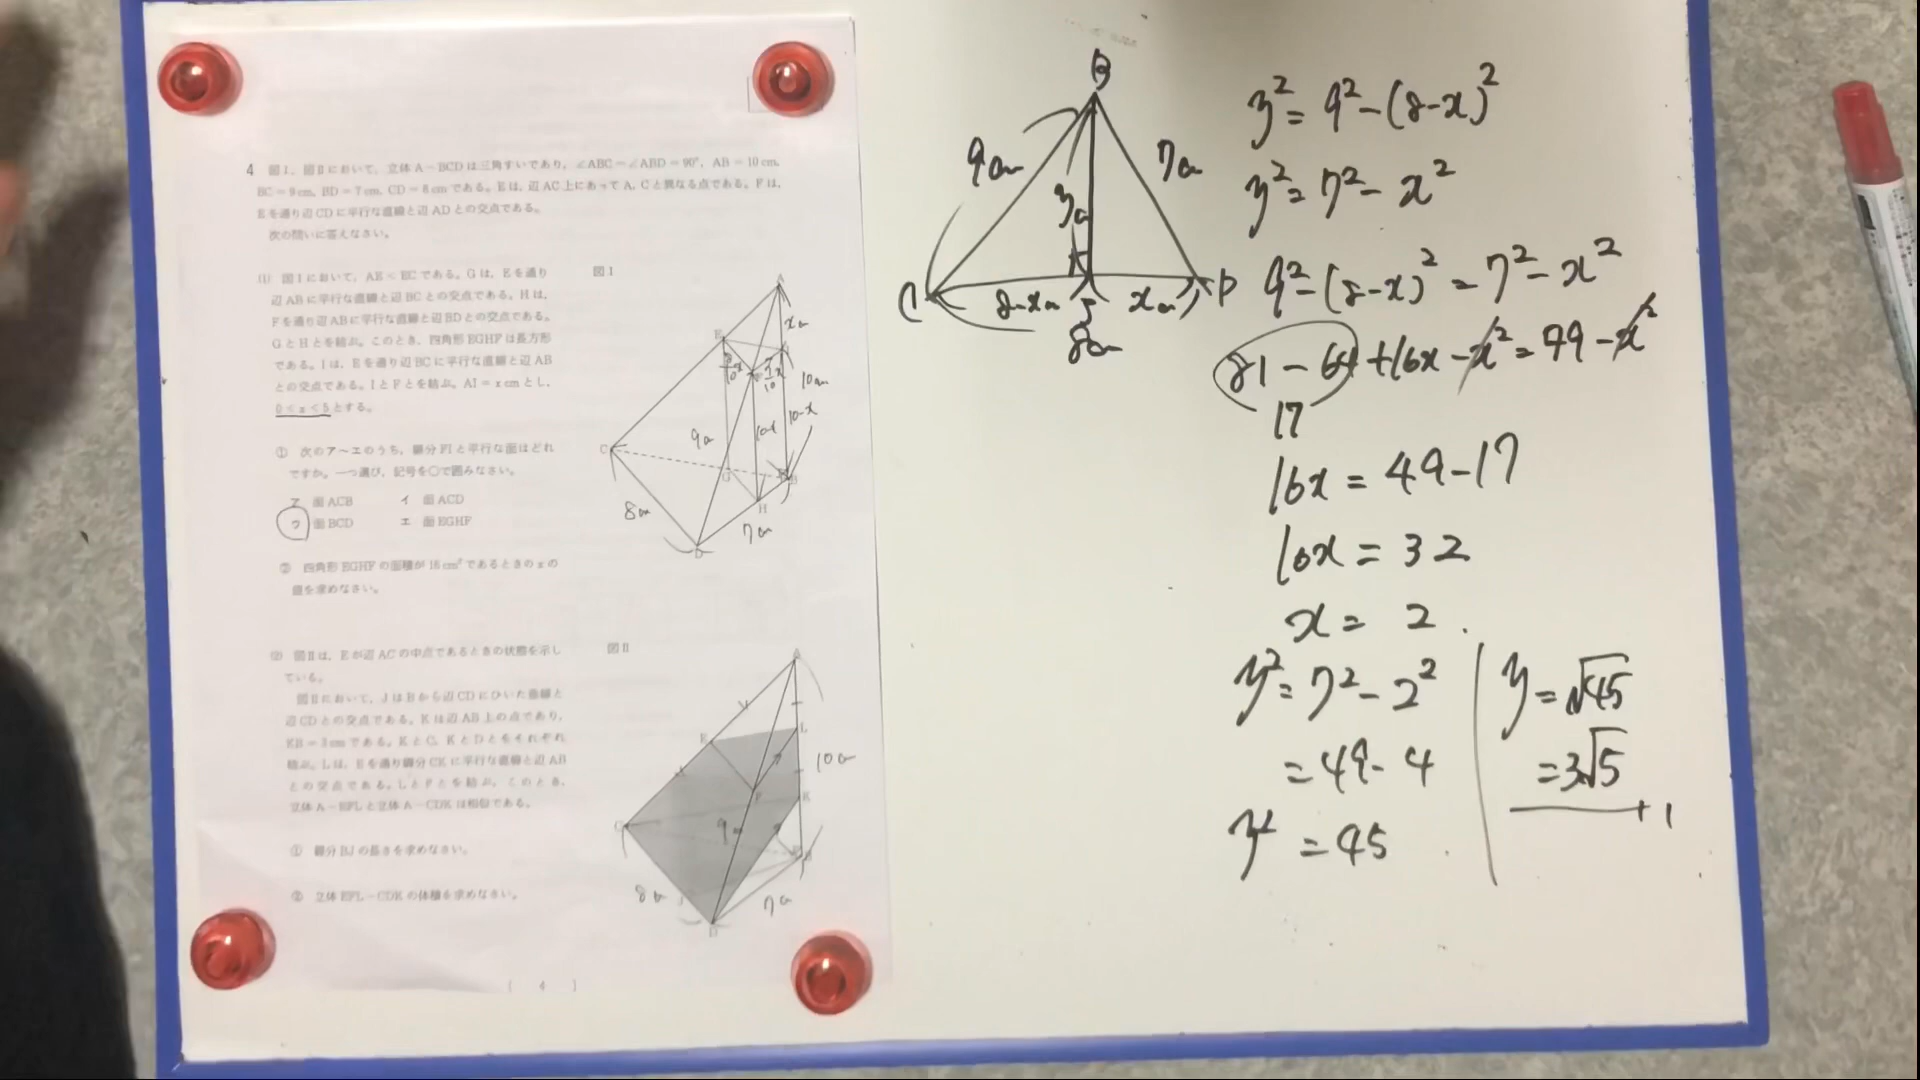 4 図I、図IIにおいて、立体A－BCDは三角すいであり、∠ABC＝∠ABD＝90°、AB＝10cm、
BC＝9cm、BD＝7cm、CD＝8cmである。Eは、辺AC上にあってA、Cと異なる点である。Fは、
Eを通り辺CDに平行な直線と辺ADとの交点である。
次の問いに答えなさい。
(1) 図Iにおいて、AE＜ECである。Gは、Eを通り
辺ABに平行な直線と辺BCとの交点である。Hは、
Fを通り辺ABに平行な直線と辺BDとの交点である。
GとHとを結ぶ。このとき、四角形EGHFは長方形
である。Iは、Eを通り辺BCに平行な直線と辺AB
との交点である。IとFとを結ぶ。AI＝xcmとし、
0＜x＜5とする。
① 次のア～エのうち、線分FIと平行な面はどれ
ですか。一つ選び、記号を○で囲みなさい。
ア 面ACB イ 面ACD
ウ 面BCD エ 面EGHF
② 四角形EGHFの面積が16cm²であるときのxの
値を求めなさい。
図I
A
xcm
E
I
9/10x
F
7/10x
10cm
10-x
10-x
9cm
C
G
B
8cm
H
7cm
D
(2) 図IIは、Eが辺ACの中点であるときの状態を示し
ている。
図IIにおいて、JはBから辺CDにひいた垂線と
辺CDとの交点である。Kは辺AB上の点であり、
KB＝3cmである。KとC、KとDとをそれぞれ
結ぶ。Lは、Eを通り線分CKに平行な直線と辺AB
との交点である。LとFとを結ぶ。このとき、
立体A－EFLと立体A－CDKは相似である。
① 線分BJの長さを求めなさい。
② 立体EFL－CDKの体積を求めなさい。
図II
A
E
L
10cm
F
K
C
9cm
B
8cm
J
7cm
D
( 4 )
B
9cm
7cm
ycm
C
8-xcm
J
xcm
D
8cm
y²=9²-(8-x)²
y²=7²-x²
9²-(8-x)²=7²-x²
81-64+16x-x²=49-x²
17
16x=49-17
16x=32
x=2.
y²=7²-2²
=49-4
y²=45
y=√45
=3√5